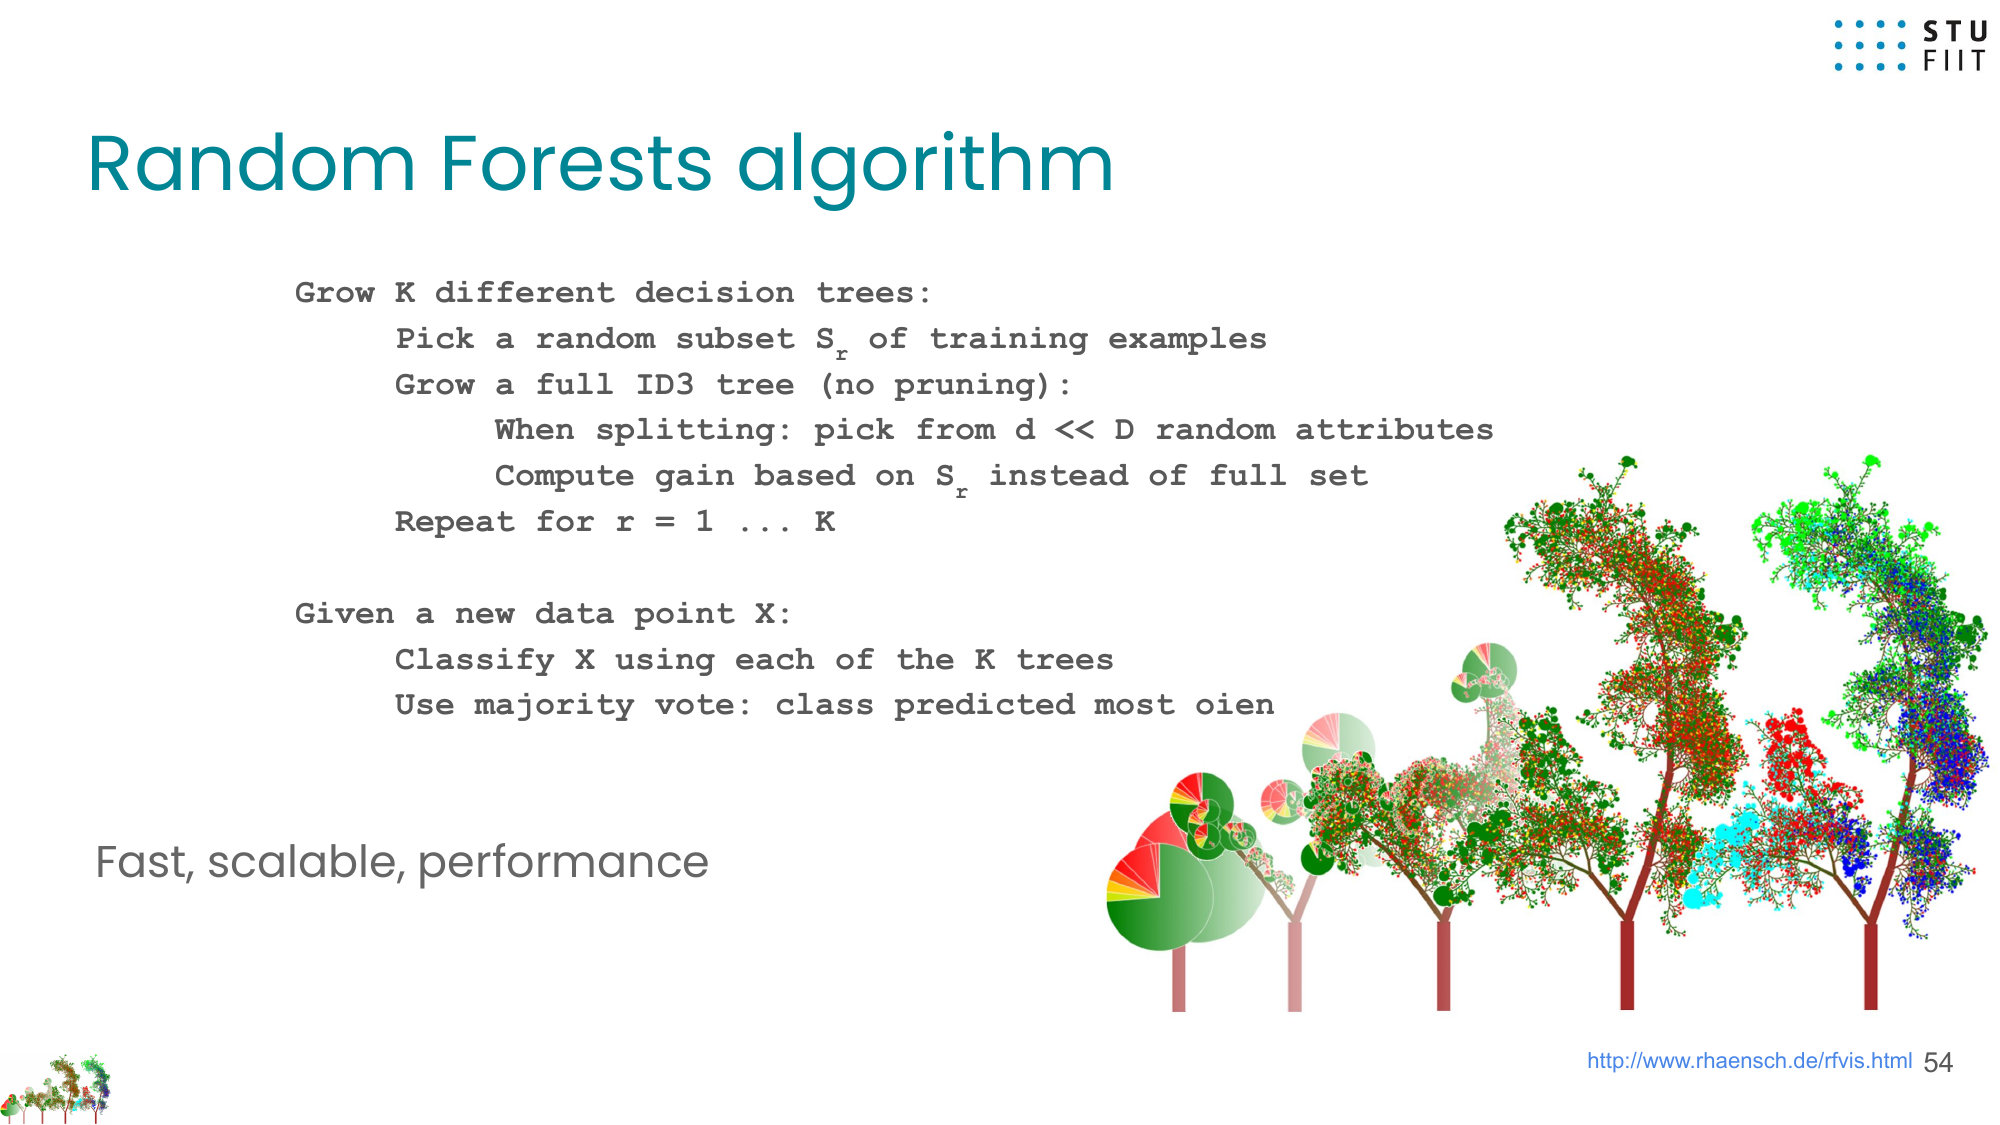 STU
FIIT
Random Forests algorithm
Grow K different decision trees:
Pick a random subset Sr of training examples
Grow a full ID3 tree (no pruning):
When splitting: pick from d << D random attributes
Compute gain based on Sr instead of full set
Repeat for r = 1 ... K
Given a new data point X:
Classify X using each of the K trees
Use majority vote: class predicted most oien
Fast, scalable, performance
http://www.rhaensch.de/rfvis.html 54